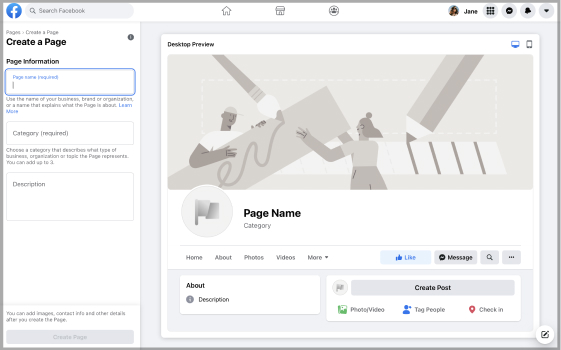 Search Facebook
Jane
Pages › Create a Page
Create a Page
Page Information
Page name (required)
Use the name of your business, brand or organization,
or a name that explains what the Page is about. Learn
More
Category (required)
Choose a category that describes what type of
business, organization or topic the Page represents.
You can add up to 3.
Description
You can add images, contact info and other details
after you create the Page.
Create Page
Desktop Preview
Page Name
Category
Home About Photos Videos More
Like Message
About
Description
Create Post
Photo/Video Tag People Check in